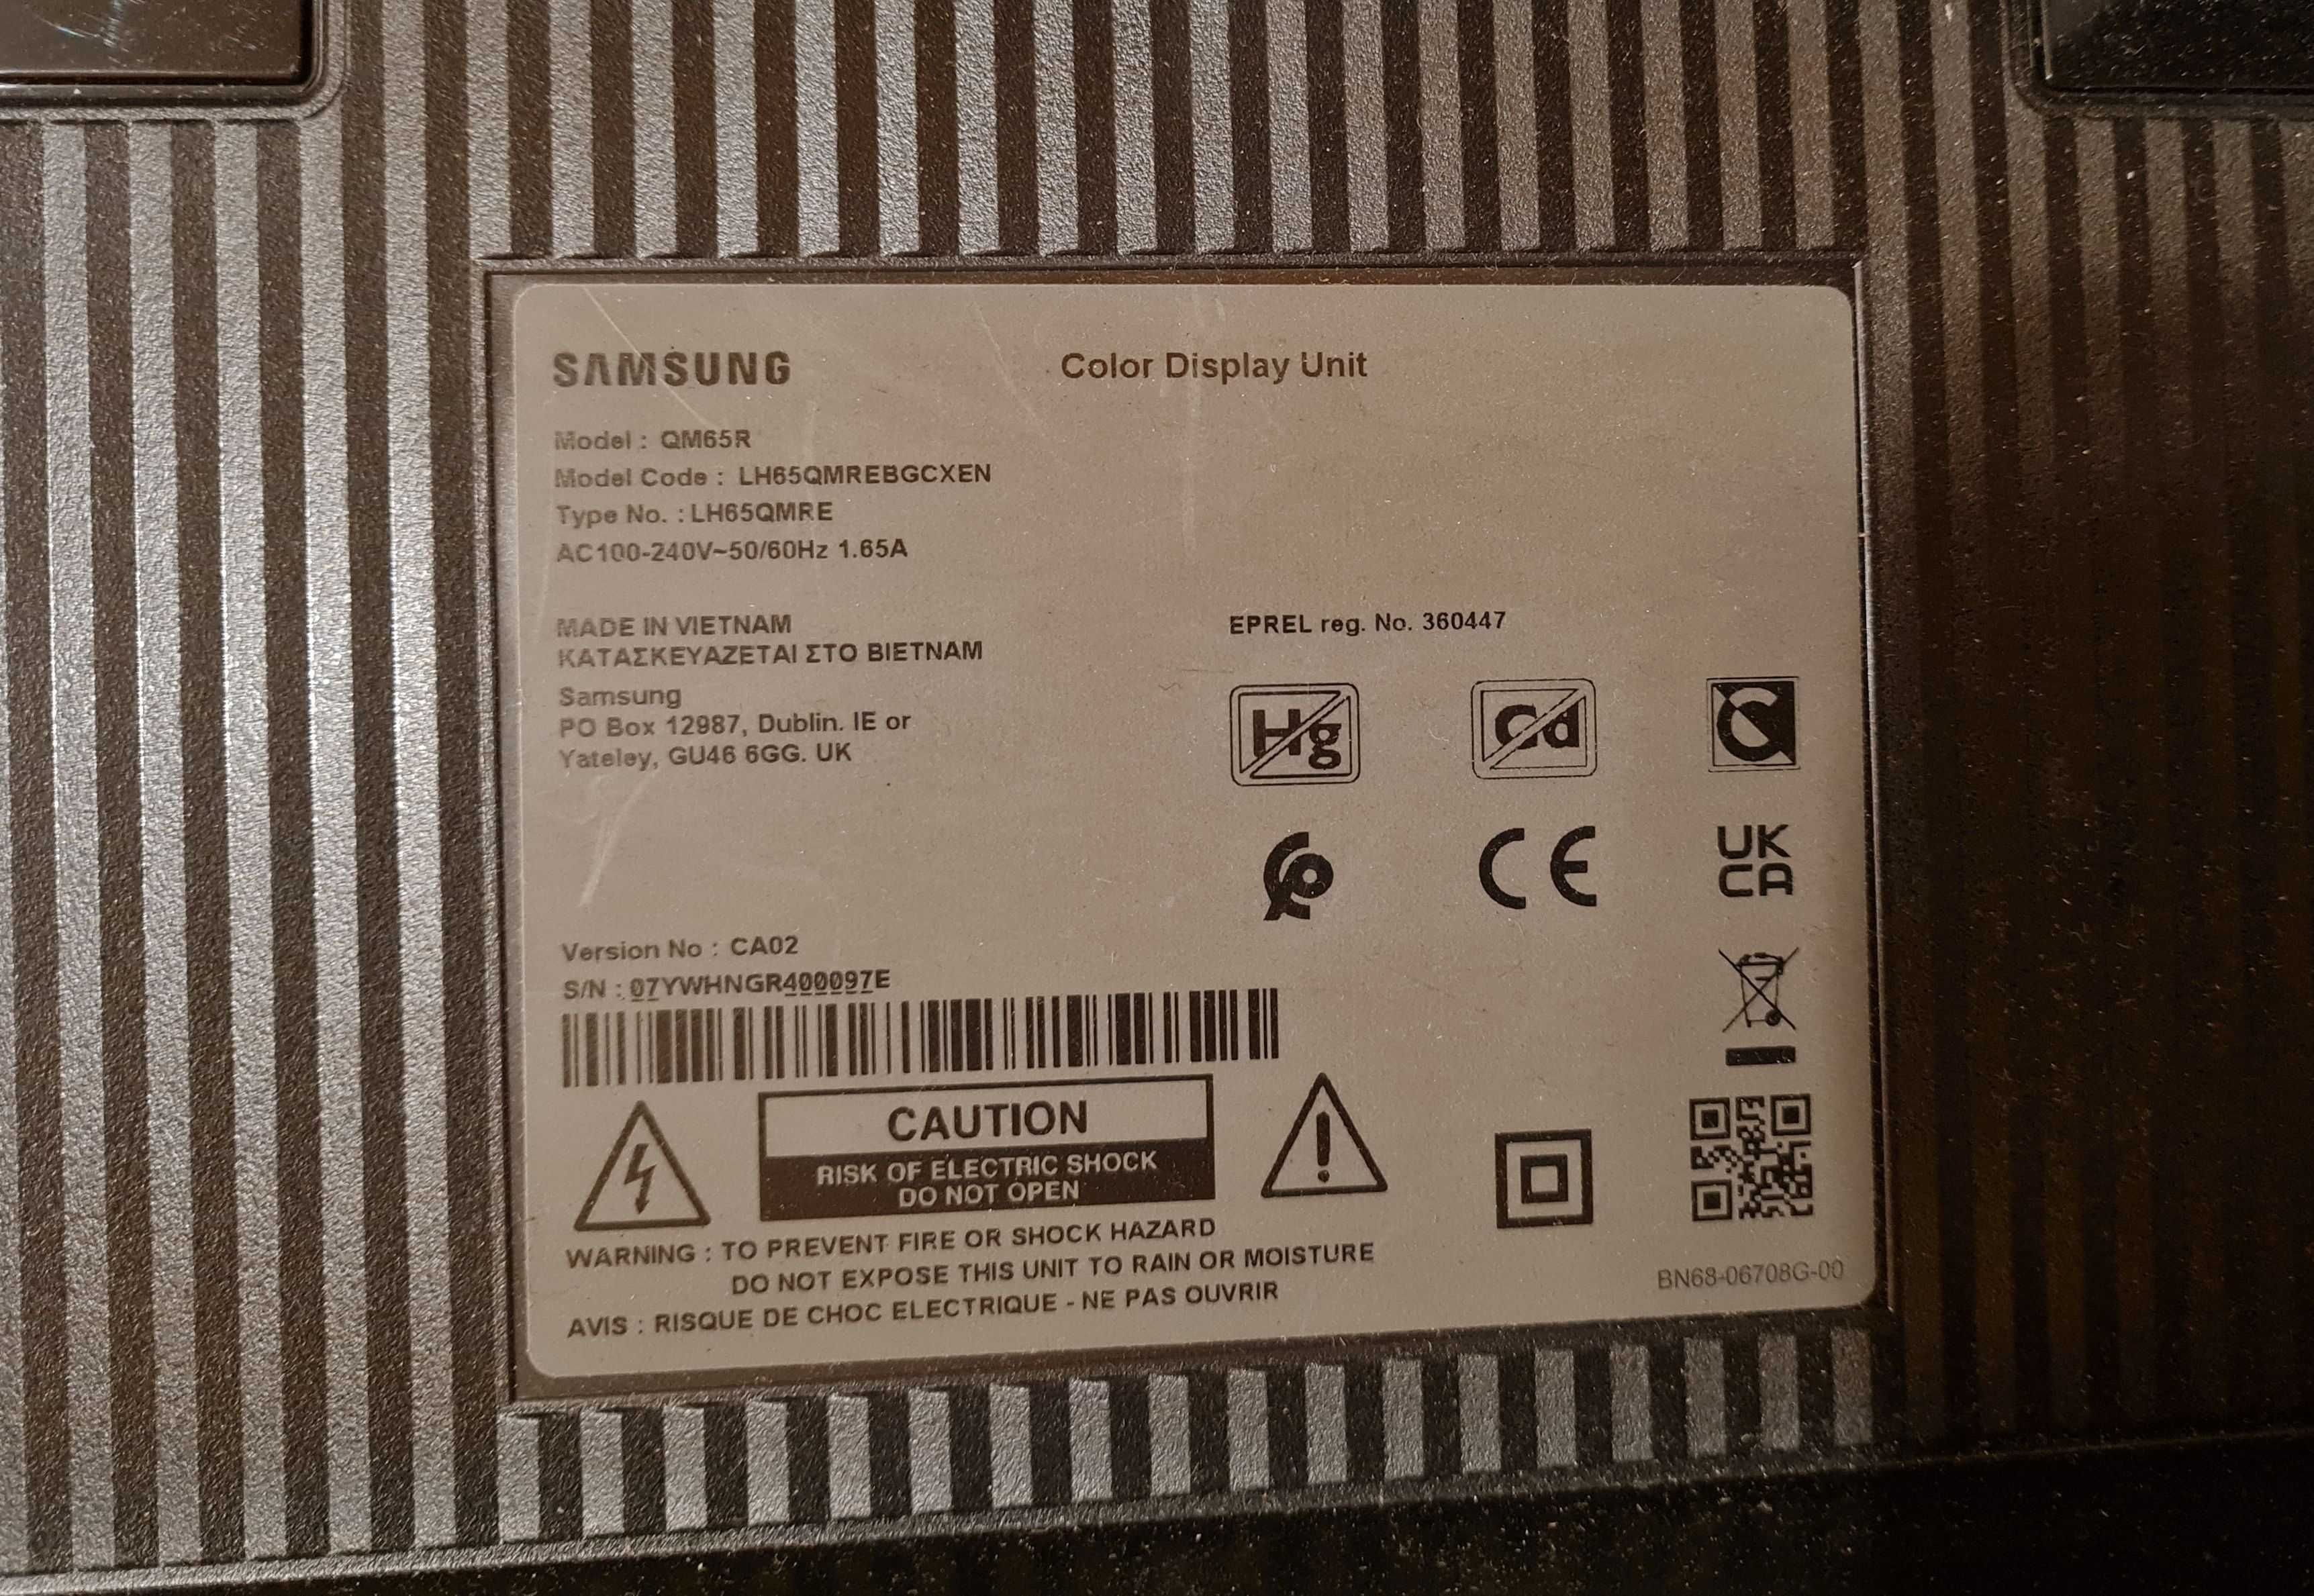 SAMSUNG
Color Display Unit
Model : QM65R
Model Code : LH65QMREBGCXEN
Type No. : LH65QMRE
AC100-240V~50/60Hz 1.65A
MADE IN VIETNAM
ΚΑΤΑΣΚΕΥΑΖΕΤΑΙ ΣΤΟ ΒΙΕΤΝΑΜ
EPREL reg. No. 360447
Samsung
PO Box 12987, Dublin. IE or
Yateley, GU46 6GG. UK
Hg
Cd
C
CE
UK
CA
Version No : CA02
S/N : 07YWHNGR400097E
CAUTION
RISK OF ELECTRIC SHOCK
DO NOT OPEN
WARNING : TO PREVENT FIRE OR SHOCK HAZARD
DO NOT EXPOSE THIS UNIT TO RAIN OR MOISTURE
AVIS : RISQUE DE CHOC ELECTRIQUE - NE PAS OUVRIR
BN68-06708G-00